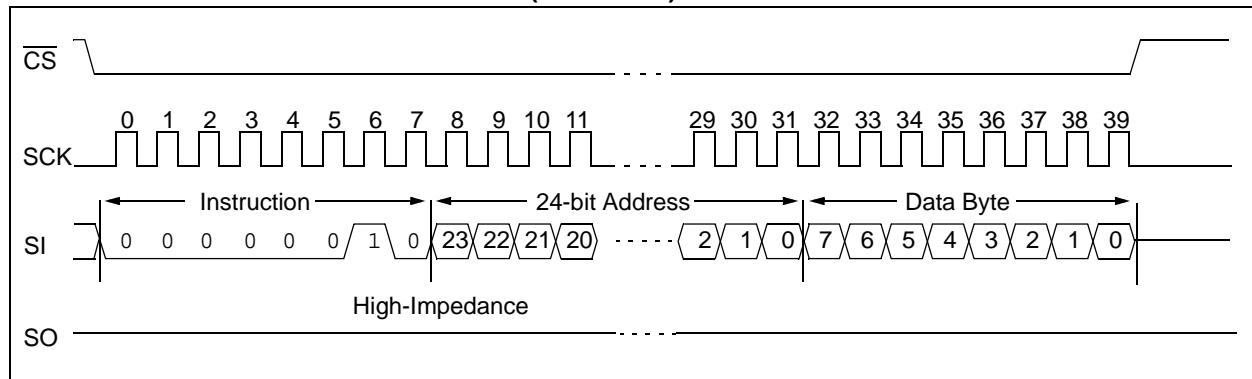 CS
0 1 2 3 4 5 6 7 8 9 10 11 29 30 31 32 33 34 35 36 37 38 39
SCK
Instruction 24-bit Address Data Byte
SI 0 0 0 0 0 0 1 0 23 22 21 20 2 1 0 7 6 5 4 3 2 1 0
High-Impedance
SO